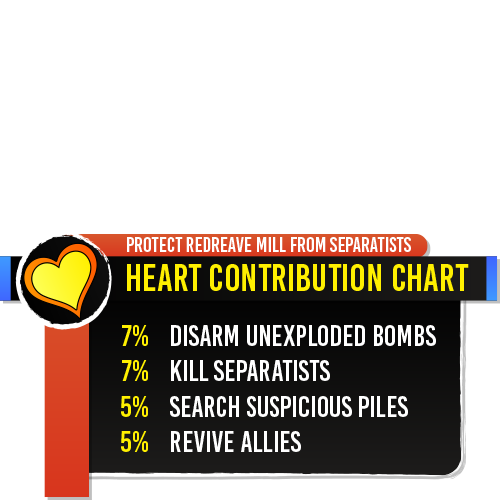 PROTECT REDREAVE MILL FROM SEPARATISTS
HEART CONTRIBUTION CHART
7% DISARM UNEXPLODED BOMBS
7% KILL SEPARATISTS
5% SEARCH SUSPICIOUS PILES
5% REVIVE ALLIES